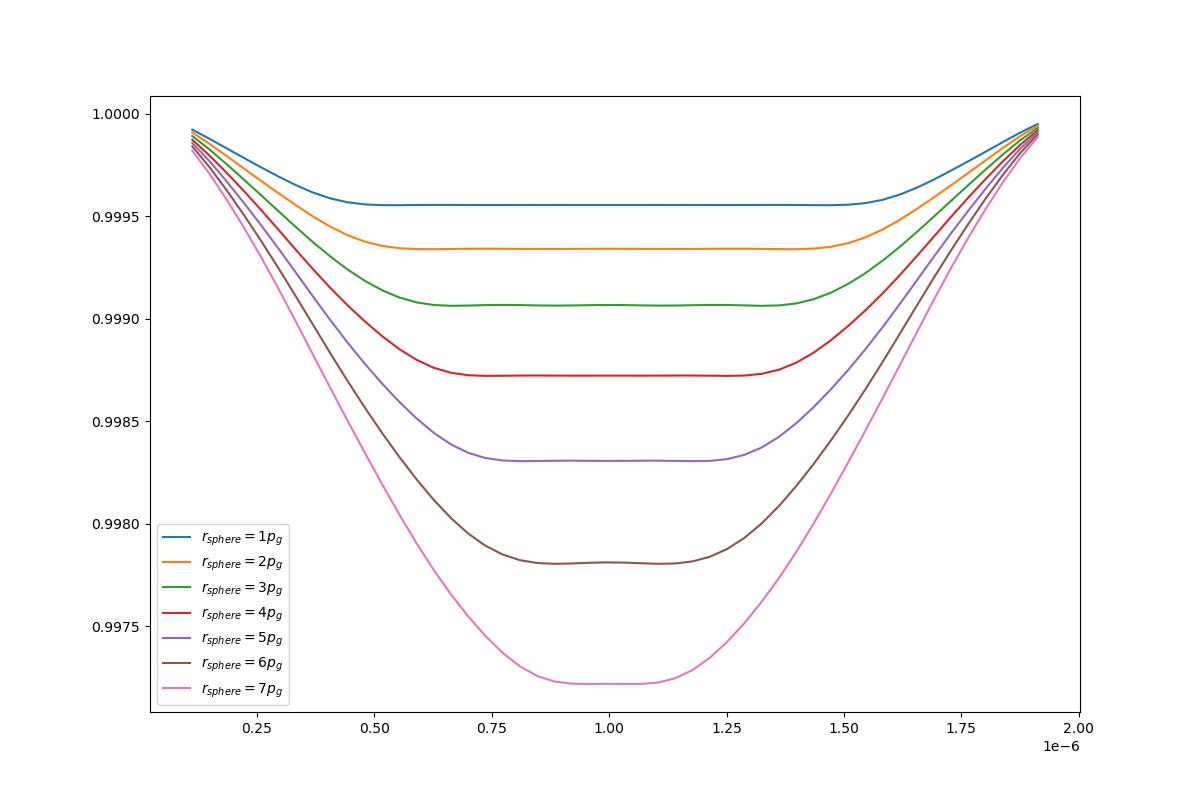 1.0000
0.9995
0.9990
0.9985
0.9980
0.9975
r_sphere = 1p_g
r_sphere = 2p_g
r_sphere = 3p_g
r_sphere = 4p_g
r_sphere = 5p_g
r_sphere = 6p_g
r_sphere = 7p_g
0.25 0.50 0.75 1.00 1.25 1.50 1.75 2.00
1e−6